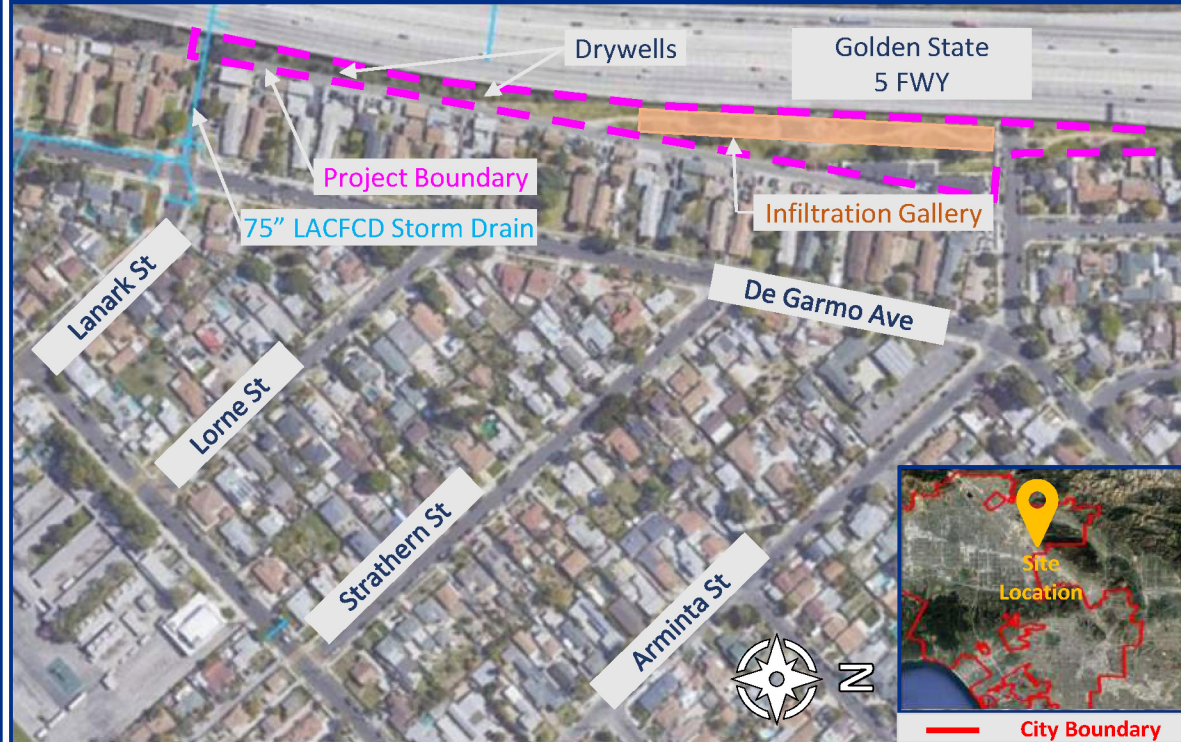 Drywells
Golden State
5 FWY
Project Boundary
75” LACFCD Storm Drain
Infiltration Gallery
Lanark St
De Garmo Ave
Lorne St
Strathern St
Arminta St
N
Site
Location
City Boundary